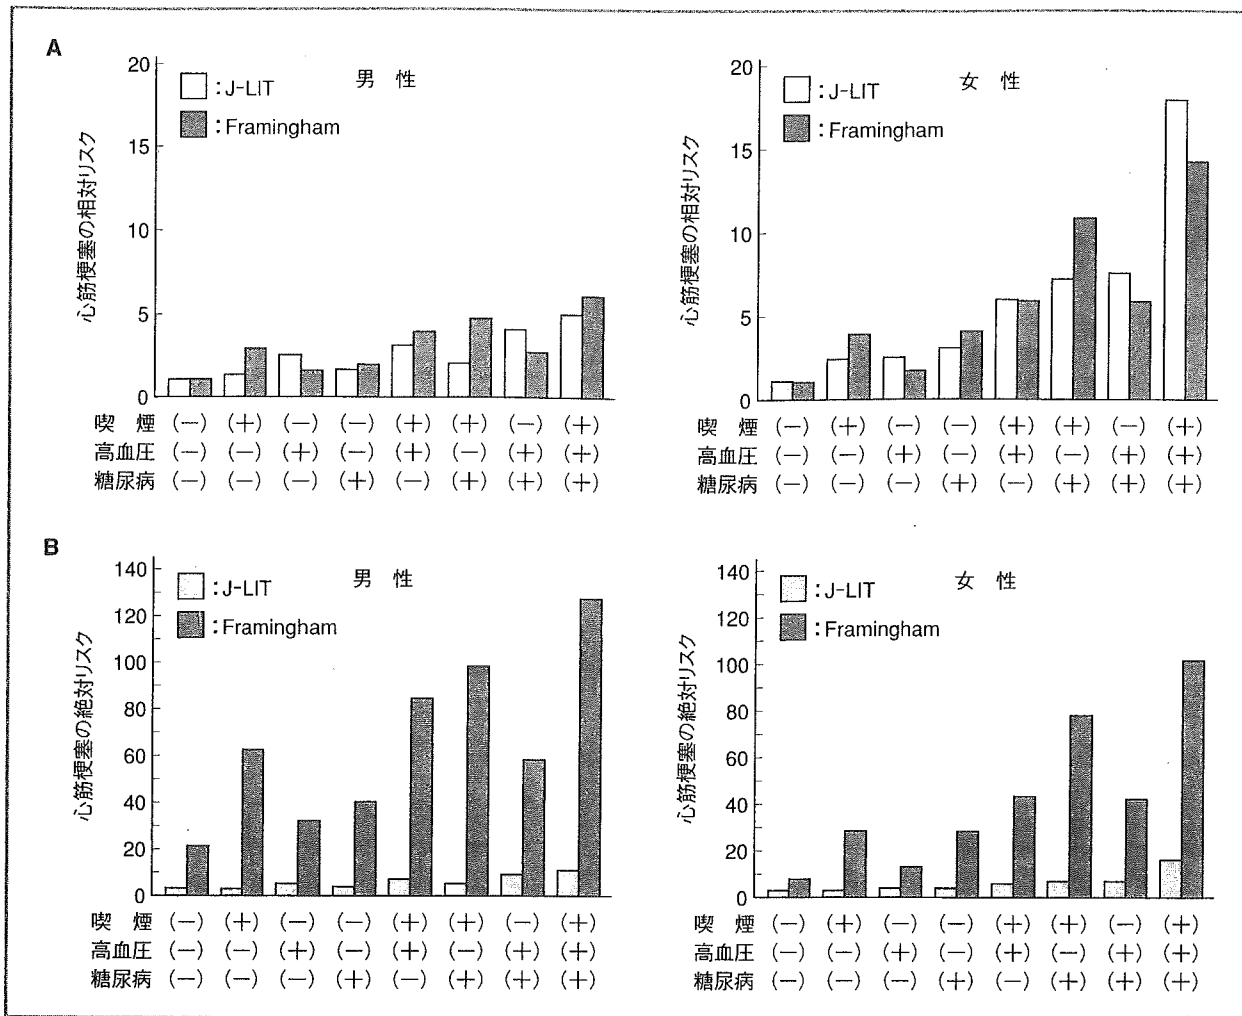 A
男 性
20
15
10
5
0
心筋梗塞の相対リスク
：J-LIT
：Framingham
喫 煙 (−) (+) (−) (−) (+) (+) (−) (+)
高血圧 (−) (−) (+) (−) (+) (−) (+) (+)
糖尿病 (−) (−) (−) (+) (−) (+) (+) (+)
女 性
20
15
10
5
0
心筋梗塞の相対リスク
：J-LIT
：Framingham
喫 煙 (−) (+) (−) (−) (+) (+) (−) (+)
高血圧 (−) (−) (+) (−) (+) (−) (+) (+)
糖尿病 (−) (−) (−) (+) (−) (+) (+) (+)
B
男 性
140
120
100
80
60
40
20
0
心筋梗塞の絶対リスク
：J-LIT
：Framingham
喫 煙 (−) (+) (−) (−) (+) (+) (−) (+)
高血圧 (−) (−) (+) (−) (+) (−) (+) (+)
糖尿病 (−) (−) (−) (+) (−) (+) (+) (+)
女 性
140
120
100
80
60
40
20
0
心筋梗塞の絶対リスク
：J-LIT
：Framingham
喫 煙 (−) (+) (−) (−) (+) (+) (−) (+)
高血圧 (−) (−) (+) (−) (+) (−) (+) (+)
糖尿病 (−) (−) (−) (+) (−) (+) (+) (+)